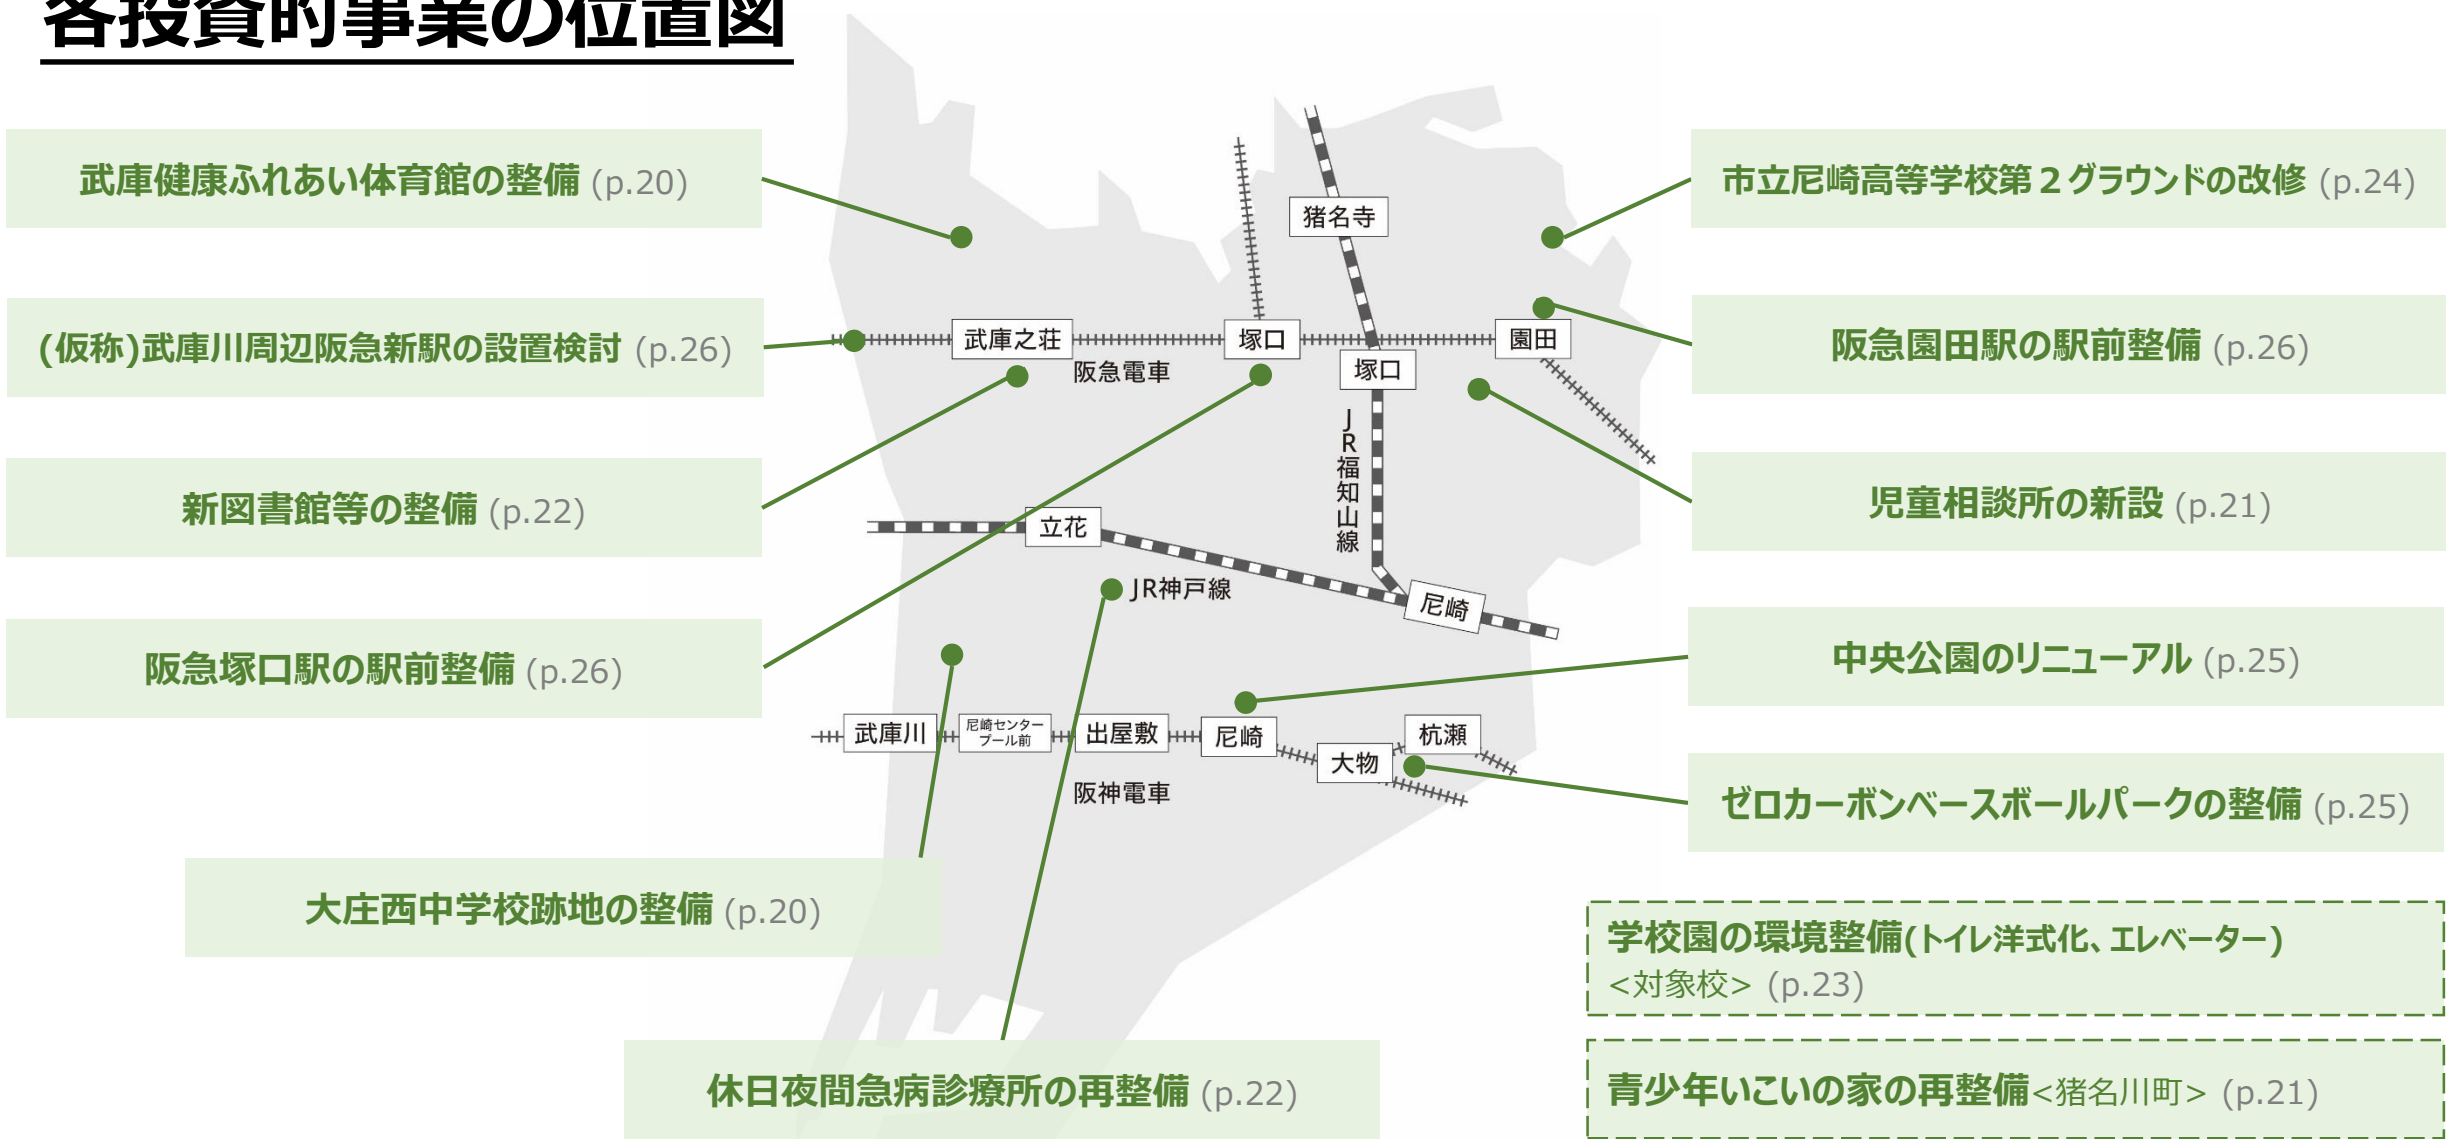 各投資的事業の位置図
武庫健康ふれあい体育館の整備 (p.20)
(仮称)武庫川周辺阪急新駅の設置検討 (p.26)
新図書館等の整備 (p.22)
阪急塚口駅の駅前整備 (p.26)
大庄西中学校跡地の整備 (p.20)
休日夜間急病診療所の再整備 (p.22)
猪名寺
武庫之荘
塚口
園田
塚口
阪急電車
JR福知山線
立花
JR神戸線
尼崎
武庫川
尼崎センター
プール前
出屋敷
尼崎
大物
杭瀬
阪神電車
市立尼崎高等学校第２グラウンドの改修 (p.24)
阪急園田駅の駅前整備 (p.26)
児童相談所の新設 (p.21)
中央公園のリニューアル (p.25)
ゼロカーボンベースボールパークの整備 (p.25)
学校園の環境整備(トイレ洋式化、エレベーター)
<対象校> (p.23)
青少年いこいの家の再整備<猪名川町> (p.21)